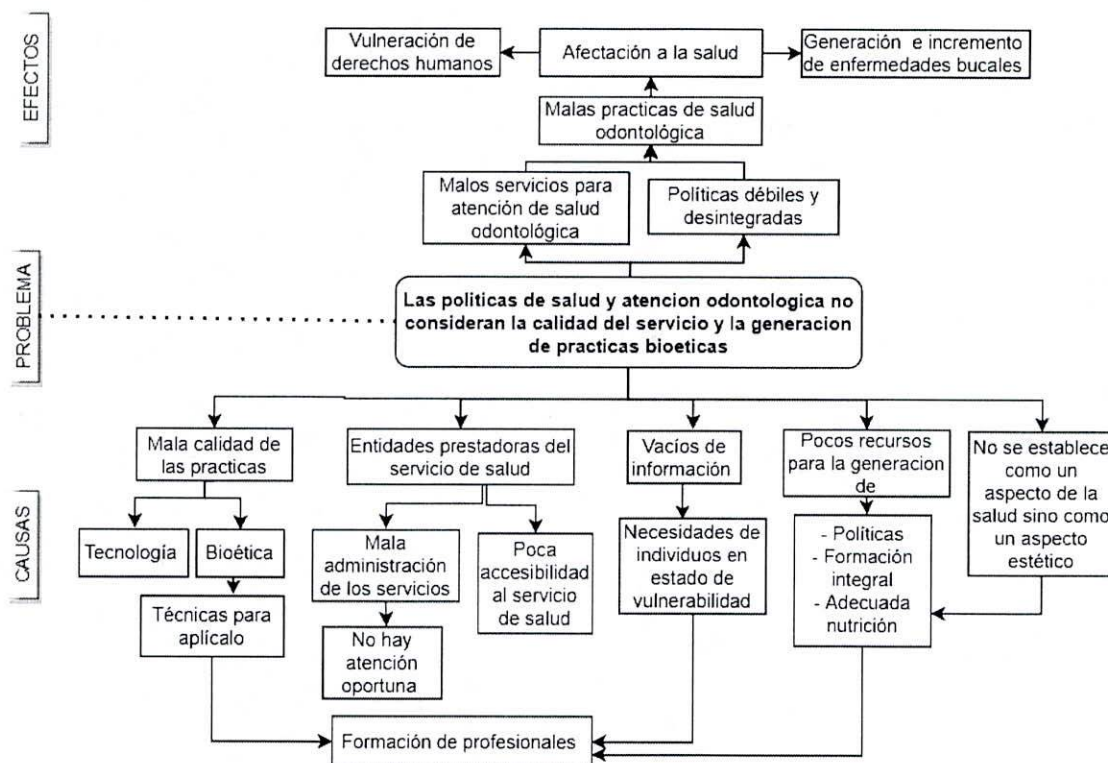 EFECTOS
Vulneración de
derechos humanos
Afectación a la salud
Generación e incremento
de enfermedades bucales
Malas practicas de salud
odontológica
Malos servicios para
atención de salud
odontológica
Políticas débiles y
desintegradas
PROBLEMA
Las politicas de salud y atencion odontologica no
consideran la calidad del servicio y la generacion
de practicas bioeticas
CAUSAS
Mala calidad de
las practicas
Entidades prestadoras del
servicio de salud
Vacíos de
información
Pocos recursos
para la generacion
de
No se establece
como un
aspecto de la
salud sino como
un aspecto
estético
Tecnología
Bioética
Mala
administración
de los servicios
Poca
accesibilidad
al servicio
de salud
Necesidades de
individuos en
estado de
vulnerabilidad
- Políticas
- Formación
integral
- Adecuada
nutrición
Técnicas para
aplícalo
No hay
atención
oportuna
Formación de profesionales